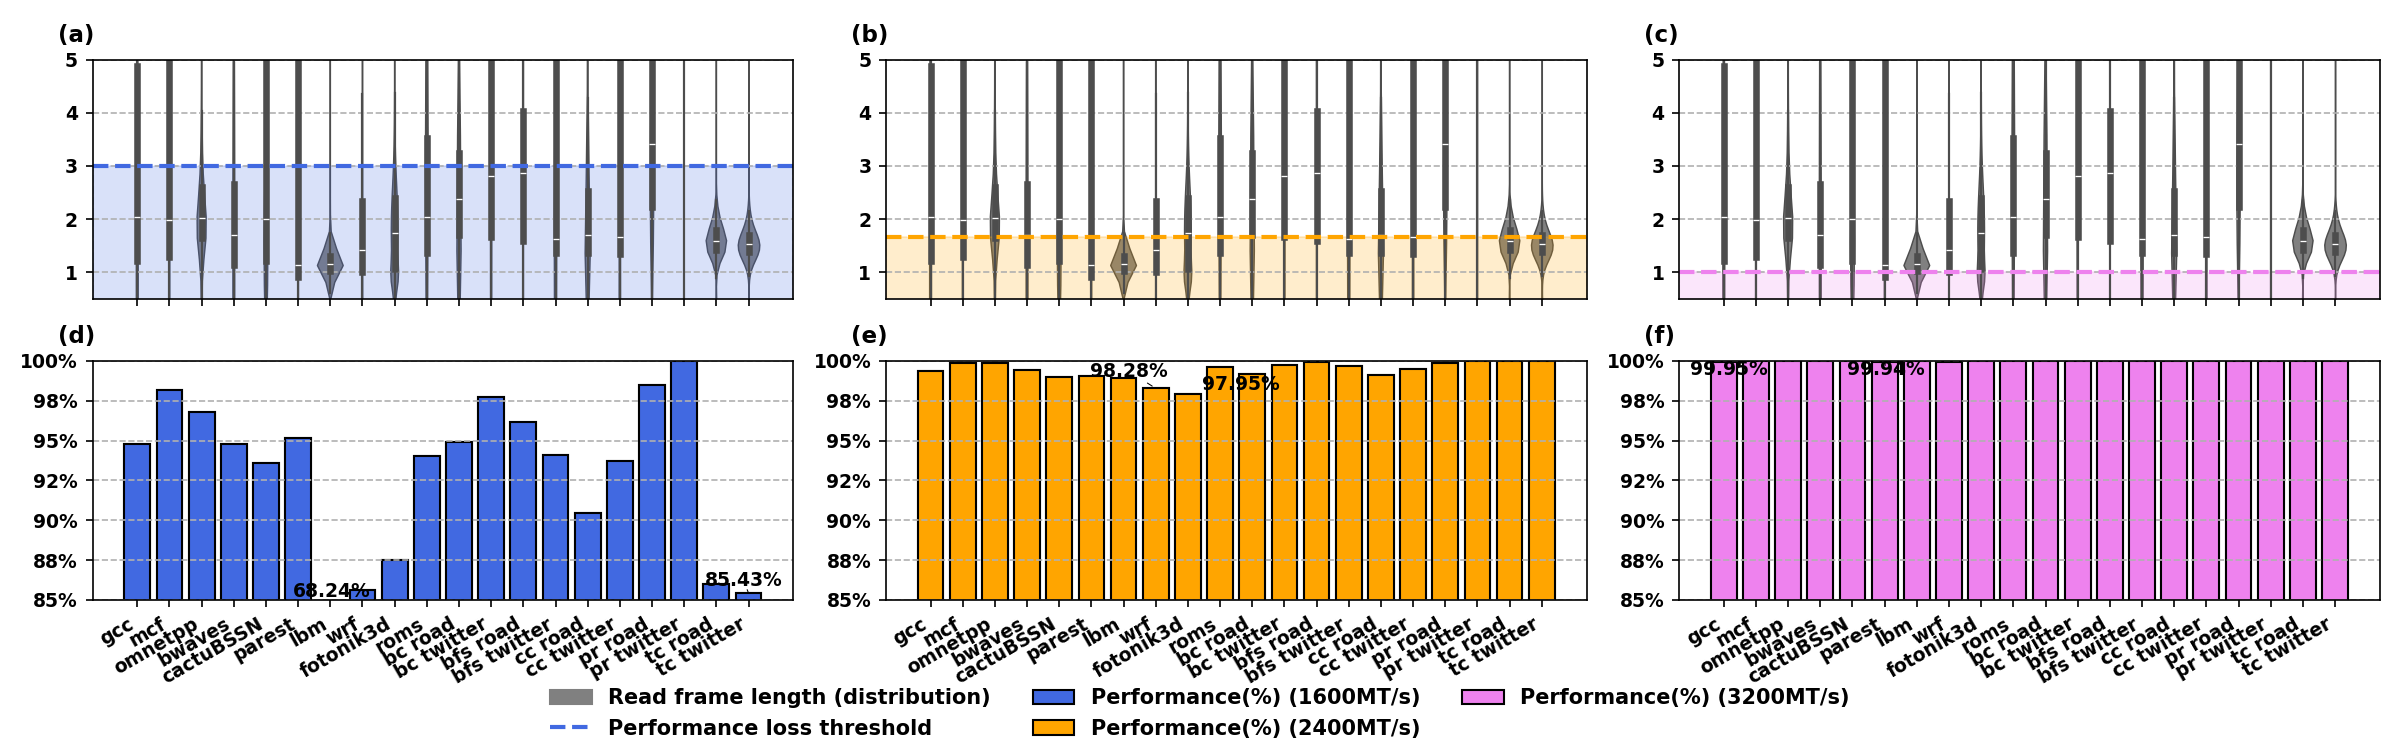 (a)
(b)
(c)
5
4
3
2
1
5
4
3
2
1
5
4
3
2
1
(d)
(e)
(f)
100%
98%
95%
92%
90%
88%
85%
68.24%
85.43%
100%
98%
95%
92%
90%
88%
85%
98.28%
97.95%
100%
98%
95%
92%
90%
88%
85%
99.95%
99.94%
gcc
mcf
omnetpp
bwaves
cactuBSSN
parest
lbm
wrf
fotonik3d
roms
bc road
bc twitter
bfs road
bfs twitter
cc road
cc twitter
pr road
pr twitter
tc road
tc twitter
gcc
mcf
omnetpp
bwaves
cactuBSSN
parest
lbm
wrf
fotonik3d
roms
bc road
bc twitter
bfs road
bfs twitter
cc road
cc twitter
pr road
pr twitter
tc road
tc twitter
gcc
mcf
omnetpp
bwaves
cactuBSSN
parest
lbm
wrf
fotonik3d
roms
bc road
bc twitter
bfs road
bfs twitter
cc road
cc twitter
pr road
pr twitter
tc road
tc twitter
Read frame length (distribution)
Performance loss threshold
Performance(%) (1600MT/s)
Performance(%) (2400MT/s)
Performance(%) (3200MT/s)